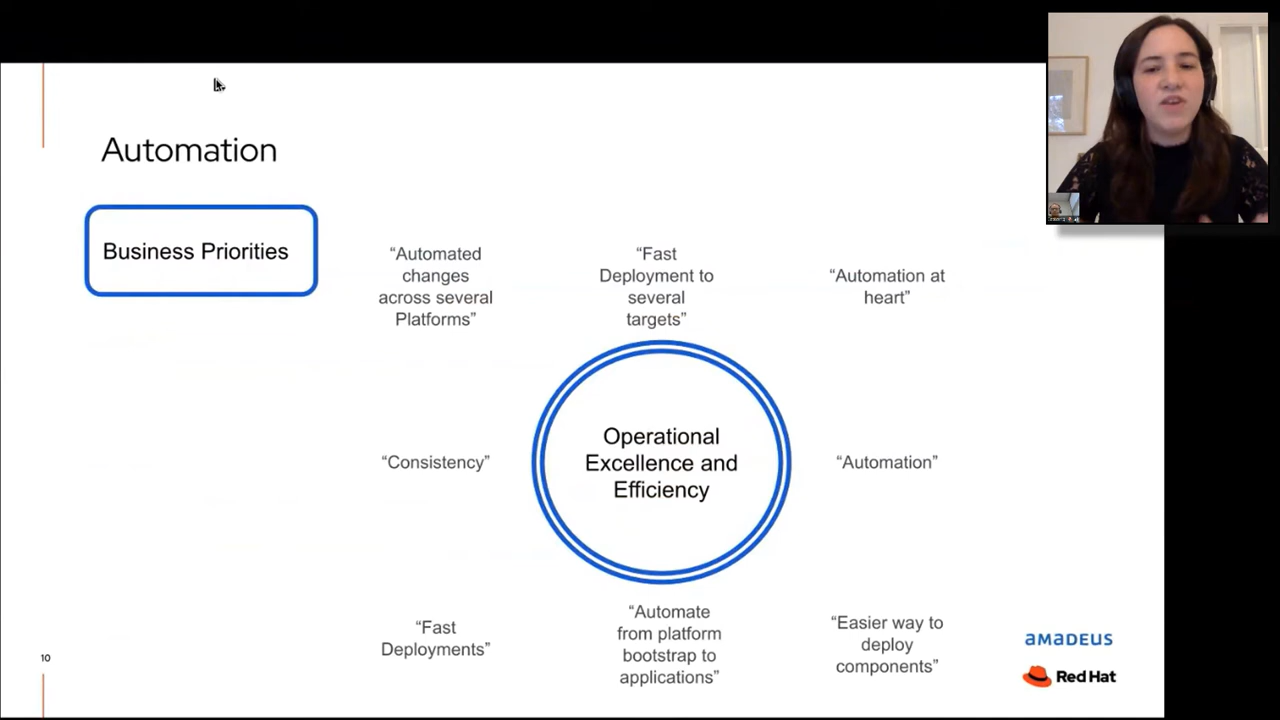 Automation
Business Priorities
“Automated
changes
across several
Platforms”
“Fast
Deployment to
several
targets”
“Automation at
heart”
“Consistency”
Operational
Excellence and
Efficiency
“Automation”
“Fast
Deployments”
“Automate
from platform
bootstrap to
applications”
“Easier way to
deploy
components”
10
amadeus
Red Hat